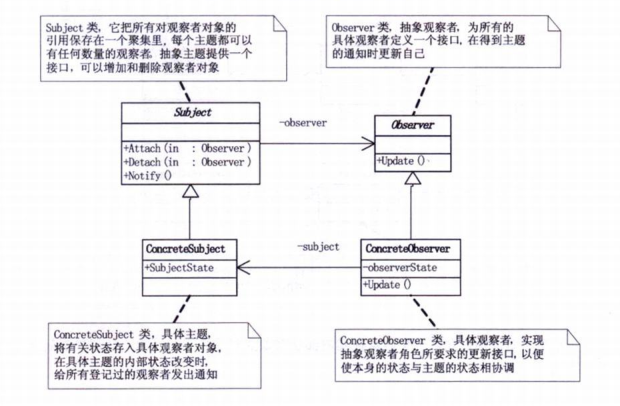 Subject 类，它把所有对观察者对象的
引用保存在一个聚集里，每个主题都可以
有任何数量的观察者。抽象主题提供一个
接口，可以增加和删除观察者对象
Observer 类，抽象观察者，为所有的
具体观察者定义一个接口，在得到主题
的通知时更新自己
Subject
+Attach(in : Observer)
+Detach(in : Observer)
+Notify()
-observer
Observer
+Update()
ConcreteSubject
+SubjectState
-subject
ConcreteObserver
-observerState
+Update()
ConcreteSubject 类，具体主题，
将有关状态存入具体观察者对象，
在具体主题的内部状态改变时，
给所有登记过的观察者发出通知
ConcreteObserver 类，具体观察者，实现
抽象观察者角色所要求的更新接口，以便
使本身的状态与主题的状态相协调